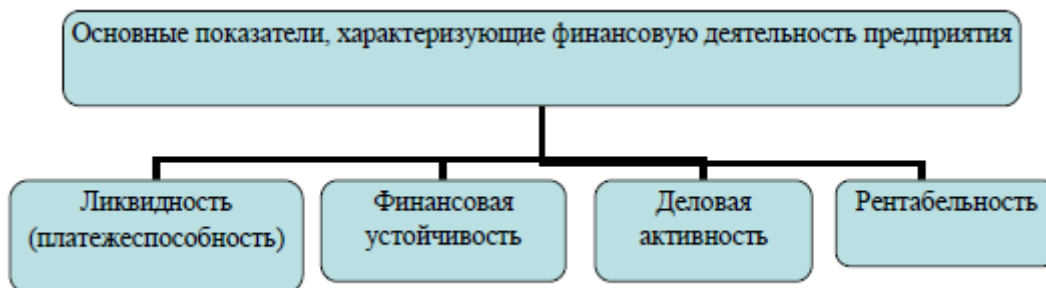 Основные показатели, характеризующие финансовую деятельность предприятия
Ликвидность
(платежеспособность)
Финансовая
устойчивость
Деловая
активность
Рентабельность